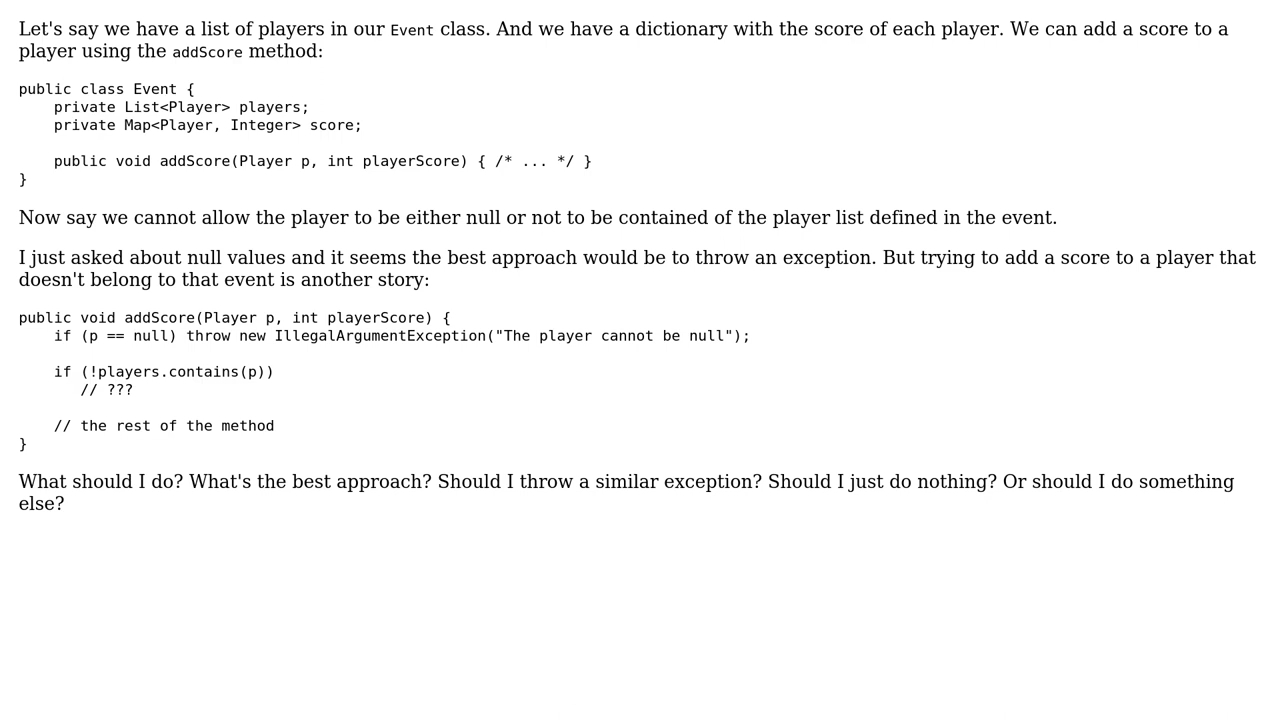 Let's say we have a list of players in our Event class. And we have a dictionary with the score of each player. We can add a score to a
player using the addScore method:
public class Event {
    private List<Player> players;
    private Map<Player, Integer> score;
    public void addScore(Player p, int playerScore) { /* ... */ }
}
Now say we cannot allow the player to be either null or not to be contained of the player list defined in the event.
I just asked about null values and it seems the best approach would be to throw an exception. But trying to add a score to a player that
doesn't belong to that event is another story:
public void addScore(Player p, int playerScore) {
    if (p == null) throw new IllegalArgumentException("The player cannot be null");
    if (!players.contains(p))
       // ???
    // the rest of the method
}
What should I do? What's the best approach? Should I throw a similar exception? Should I just do nothing? Or should I do something
else?